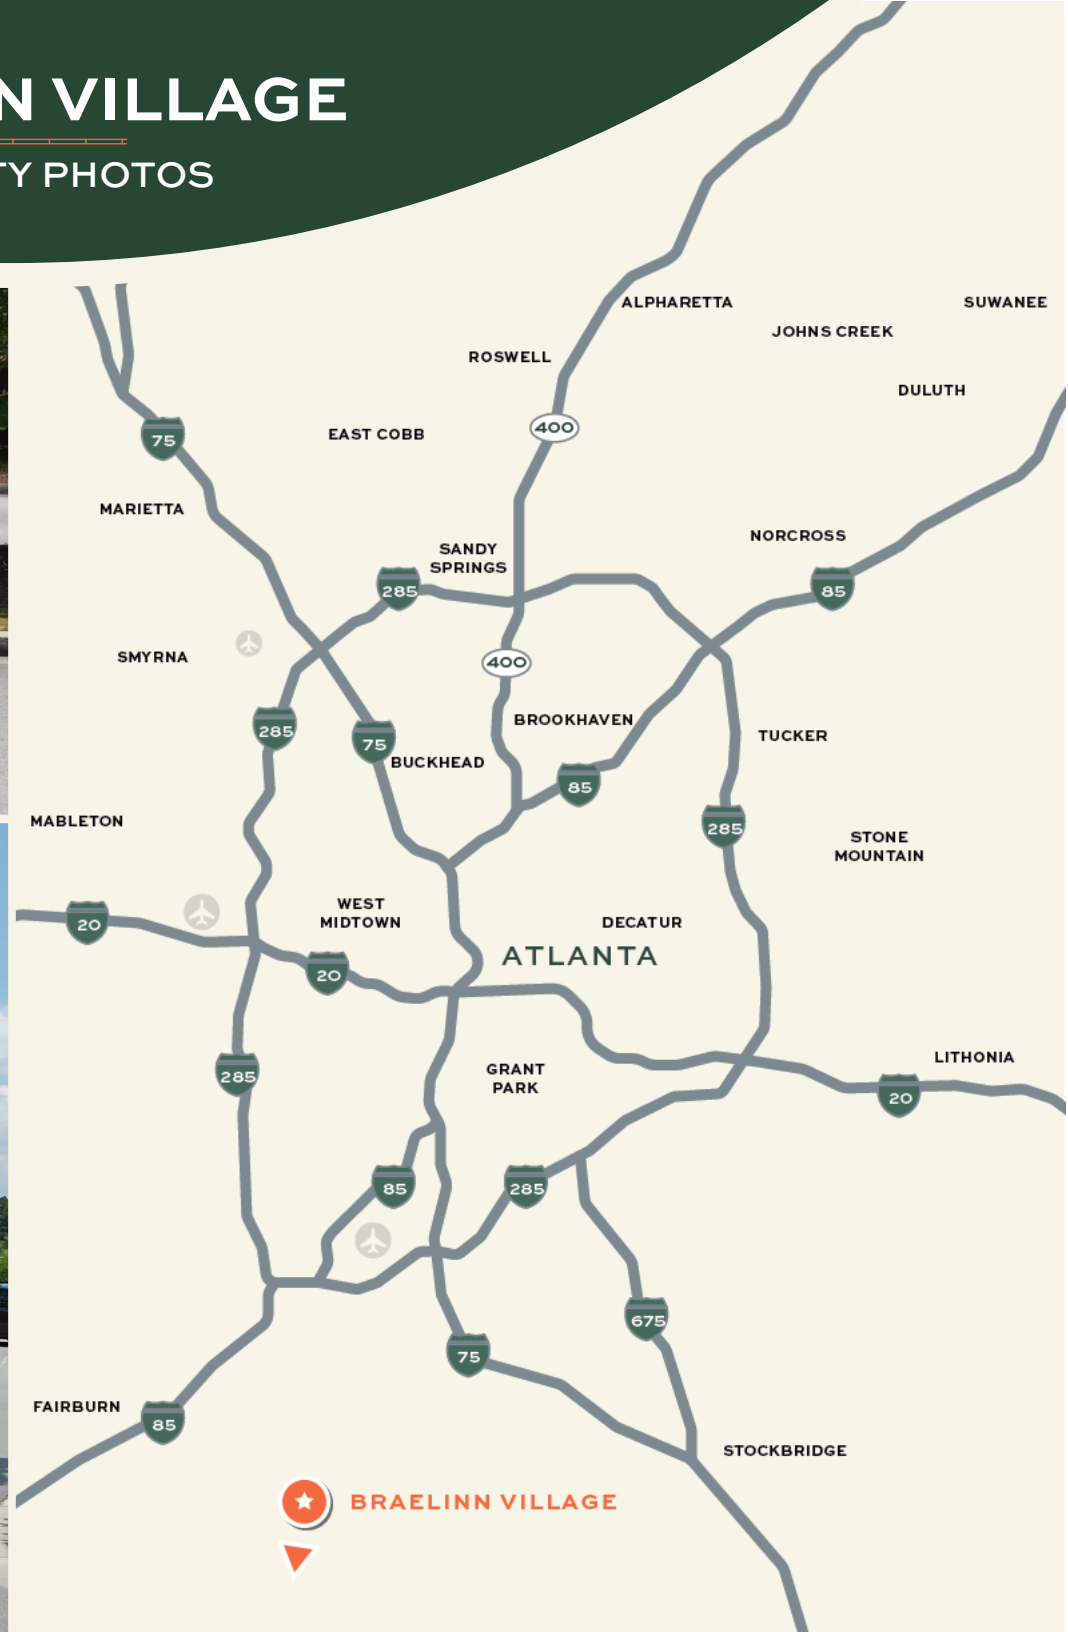 N VILLAGE
TY PHOTOS
ALPHARETTA
SUWANEE
JOHNS CREEK
ROSWELL
DULUTH
400
EAST COBB
75
MARIETTA
NORCROSS
SANDY
SPRINGS
285
85
SMYRNA
400
BROOKHAVEN
285
75
TUCKER
BUCKHEAD
85
MABLETON
285
STONE
MOUNTAIN
WEST
MIDTOWN
20
DECATUR
ATLANTA
20
LITHONIA
285
GRANT
PARK
20
85
285
675
75
FAIRBURN
85
STOCKBRIDGE
BRAELINN VILLAGE